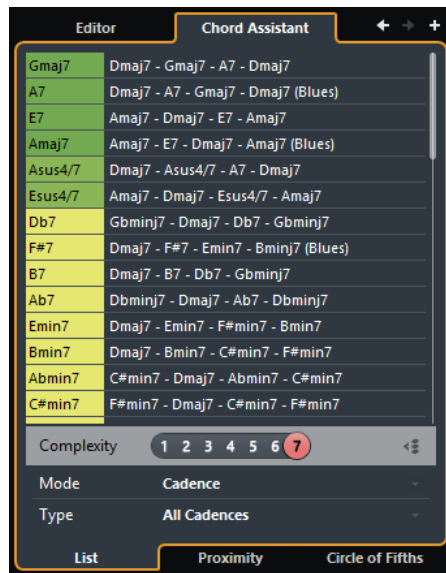 Editor Chord Assistant
Gmaj7 Dmaj7 - Gmaj7 - A7 - Dmaj7
A7 Dmaj7 - A7 - Gmaj7 - Dmaj7 (Blues)
E7 Amaj7 - Dmaj7 - E7 - Amaj7
Amaj7 Amaj7 - E7 - Dmaj7 - Amaj7 (Blues)
Asus4/7 Dmaj7 - Asus4/7 - A7 - Dmaj7
Esus4/7 Amaj7 - Dmaj7 - Esus4/7 - Amaj7
Db7 Gbminj7 - Dmaj7 - Db7 - Gbminj7
F#7 Dmaj7 - F#7 - Emin7 - Bminj7 (Blues)
B7 Dmaj7 - B7 - Db7 - Gbminj7
Ab7 Dbminj7 - Dmaj7 - Ab7 - Dbminj7
Emin7 Dmaj7 - Emin7 - F#min7 - Bmin7
Bmin7 Dmaj7 - Bmin7 - C#min7 - F#min7
Abmin7 C#min7 - Dmaj7 - Abmin7 - C#min7
C#min7 F#min7 - Dmaj7 - C#min7 - F#min7
Complexity 1 2 3 4 5 6 7
Mode Cadence
Type All Cadences
List Proximity Circle of Fifths